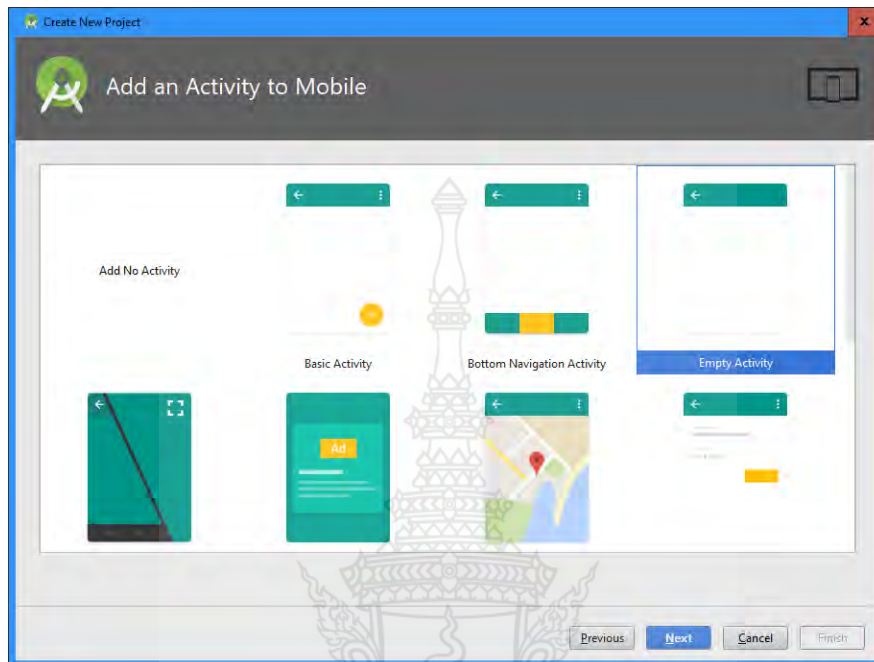 Create New Project
Add an Activity to Mobile
Add No Activity
Basic Activity
Bottom Navigation Activity
Empty Activity
Ad
Previous
Next
Cancel
Finish